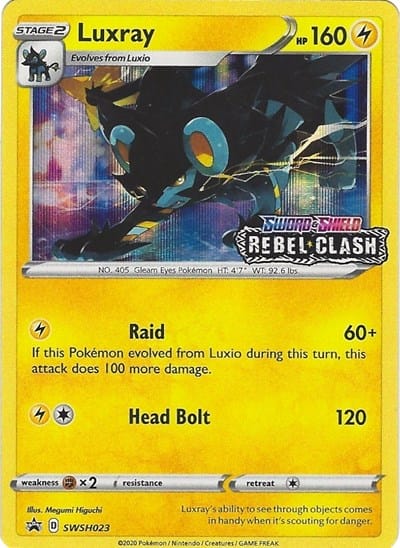 STAGE 2 Luxray HP 160
Evolves from Luxio
SWORD & SHIELD
REBEL CLASH
NO. 405 Gleam Eyes Pokémon HT: 4'7" WT: 92.6 lbs.
Raid 60+
If this Pokémon evolved from Luxio during this turn, this
attack does 100 more damage.
Head Bolt 120
weakness ×2 resistance retreat
Illus. Megumi Higuchi
D SWSH023
Luxray's ability to see through objects comes
in handy when it's scouting for danger.
©2020 Pokémon / Nintendo / Creatures / GAME FREAK